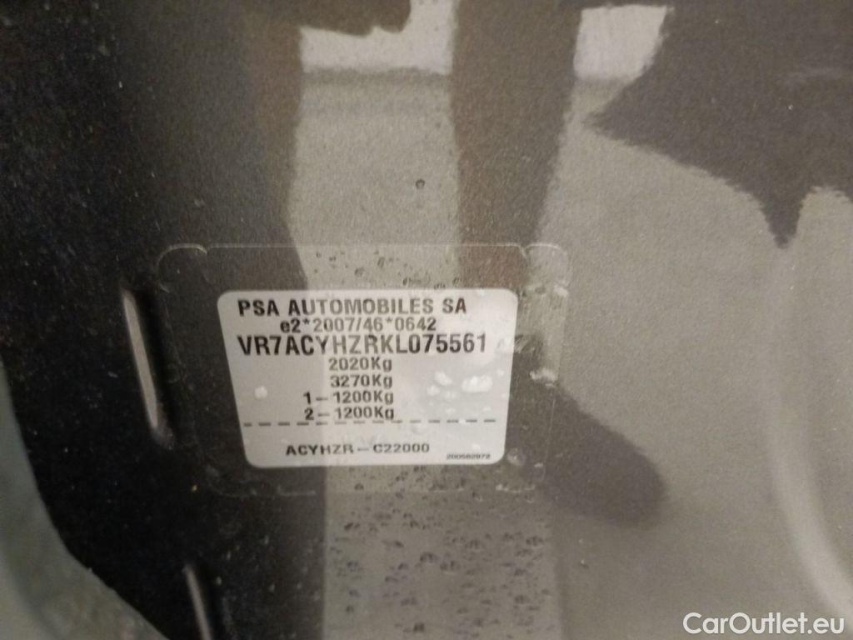 PSA AUTOMOBILES SA
e2*2007/46*0642
VR7ACYHZRKL075561
2020Kg
3270Kg
1-1200Kg
2-1200Kg
ACYHZR-C22000
CarOutlet.eu